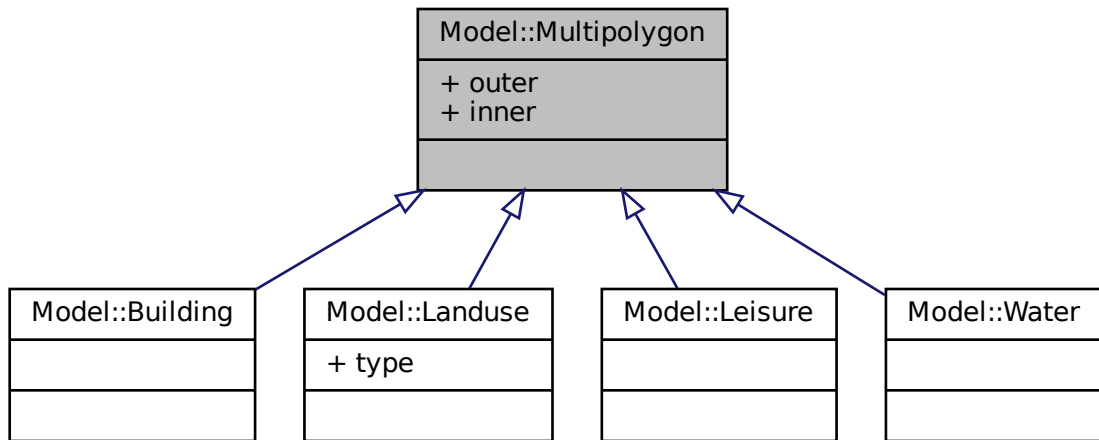 Model::Multipolygon
+ outer
+ inner
Model::Building
Model::Landuse
+ type
Model::Leisure
Model::Water